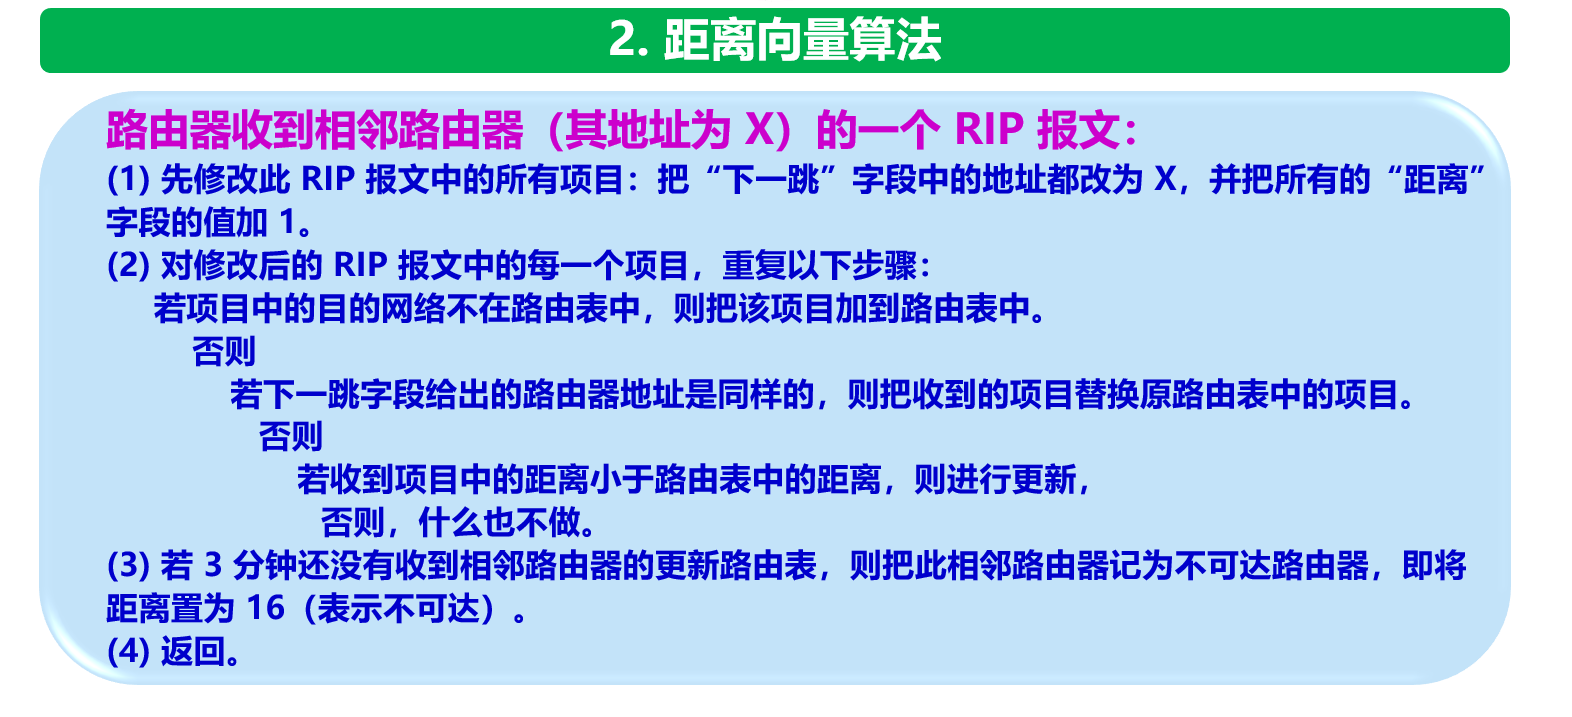 2. 距离向量算法
路由器收到相邻路由器（其地址为 X）的一个 RIP 报文：
(1) 先修改此 RIP 报文中的所有项目：把“下一跳”字段中的地址都改为 X，并把所有的“距离”
字段的值加 1。
(2) 对修改后的 RIP 报文中的每一个项目，重复以下步骤：
若项目中的目的网络不在路由表中，则把该项目加到路由表中。
否则
若下一跳字段给出的路由器地址是同样的，则把收到的项目替换原路由表中的项目。
否则
若收到项目中的距离小于路由表中的距离，则进行更新，
否则，什么也不做。
(3) 若 3 分钟还没有收到相邻路由器的更新路由表，则把此相邻路由器记为不可达路由器，即将
距离置为 16（表示不可达）。
(4) 返回。